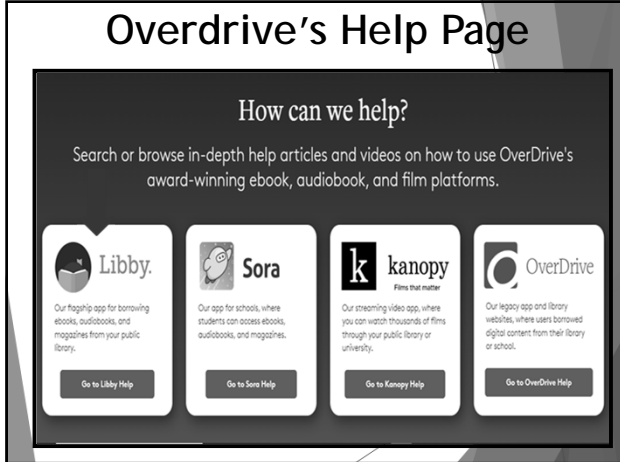 Overdrive's Help Page
How can we help?
Search or browse in-depth help articles and videos on how to use OverDrive's
award-winning ebook, audiobook, and film platforms.
Libby.
Our flagship app for borrowing
ebooks, audiobooks, and
magazines from your public
library.
Go to Libby Help
Sora
Our app for schools, where
students can access ebooks,
audiobooks, and magazines.
Go to Sora Help
k kanopy
Films that matter
Our streaming video app, where
you can watch thousands of films
through your public library or
university.
Go to Kanopy Help
OverDrive
Our legacy app and library
websites, where users borrowed
digital content from their library
or school.
Go to OverDrive Help